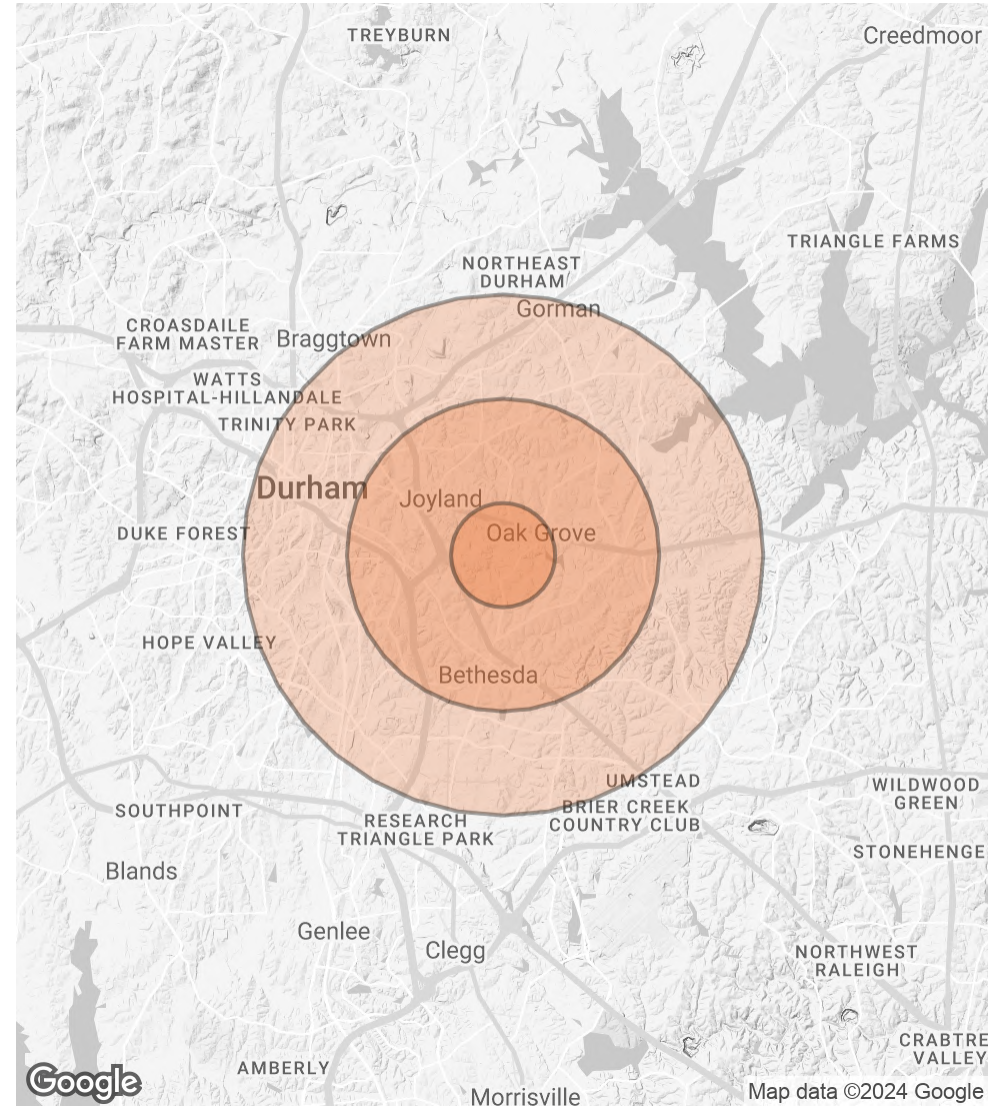 TREYBURN
Creedmoor
TRIANGLE FARMS
NORTHEAST
DURHAM
Gorman
CROASDAILE
FARM MASTER
Braggtown
WATTS
HOSPITAL-HILLANDALE
TRINITY PARK
Durham
Joyland
DUKE FOREST
Oak Grove
HOPE VALLEY
Bethesda
UMSTEAD
WILDWOOD
GREEN
SOUTHPOINT
BRIER CREEK
COUNTRY CLUB
RESEARCH
TRIANGLE PARK
STONEHENGE
Blands
Genlee
Clegg
NORTHWEST
RALEIGH
CRABTRE
VALLEY
AMBERLY
Google
Morrisville
Map data ©2024 Google